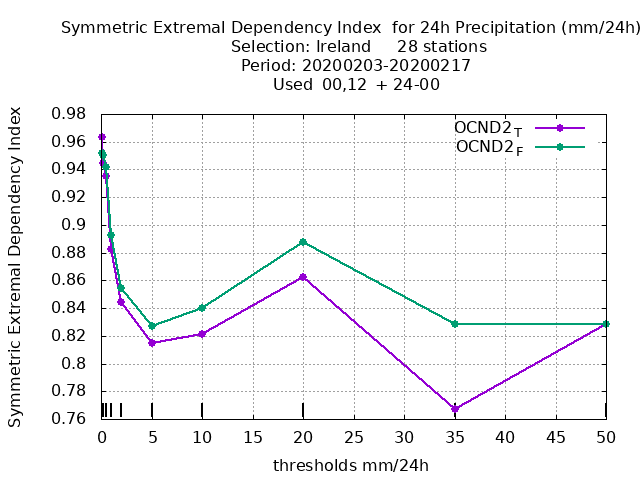 Symmetric Extremal Dependency Index  for 24h Precipitation (mm/24h)
Selection: Ireland     28 stations
Period: 20200203-20200217
Used  00,12  + 24-00
Symmetric Extremal Dependency Index
0.98
0.96
0.94
0.92
0.9
0.88
0.86
0.84
0.82
0.8
0.78
0.76
OCND2T
OCND2F
0 5 10 15 20 25 30 35 40 45 50
thresholds mm/24h